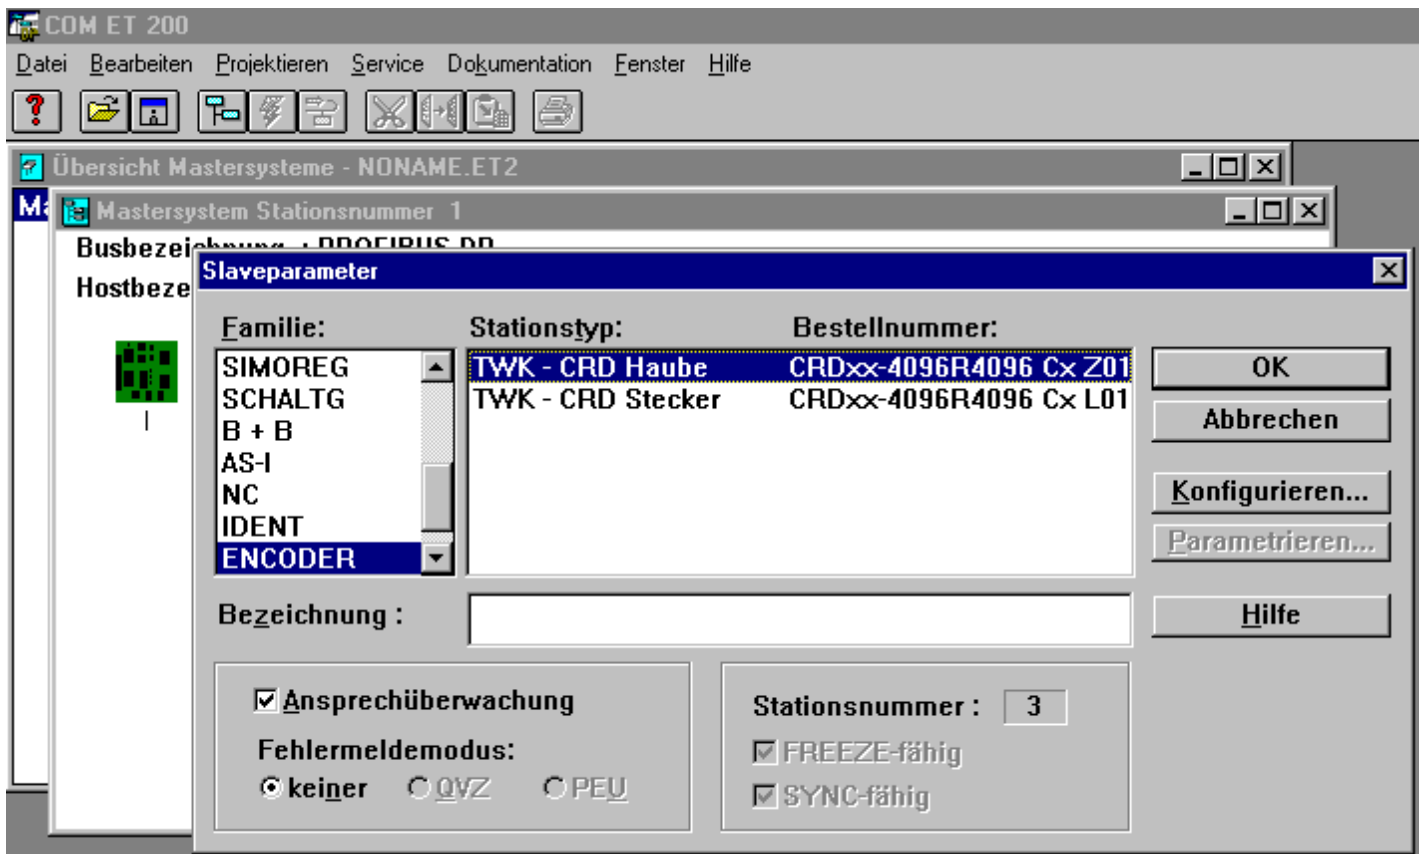 COM ET 200
Datei Bearbeiten Projektieren Service Dokumentation Fenster Hilfe
Übersicht Mastersysteme - NONAME.ET2
Mastersystem Stationsnummer 1
Busbezeichnung : PROFIBUS DP
Hostbeze
Slaveparameter
Familie: Stationstyp: Bestellnummer:
SIMOREG TWK - CRD Haube CRDxx-4096R4096 Cx Z01 OK
SCHALTG TWK - CRD Stecker CRDxx-4096R4096 Cx L01 Abbrechen
B + B
AS-I
NC Konfigurieren...
IDENT Parametrieren...
ENCODER
Bezeichnung : Hilfe
Ansprechüberwachung Stationsnummer : 3
Fehlermeldemodus: FREEZE-fähig
keiner QVZ PEU SYNC-fähig